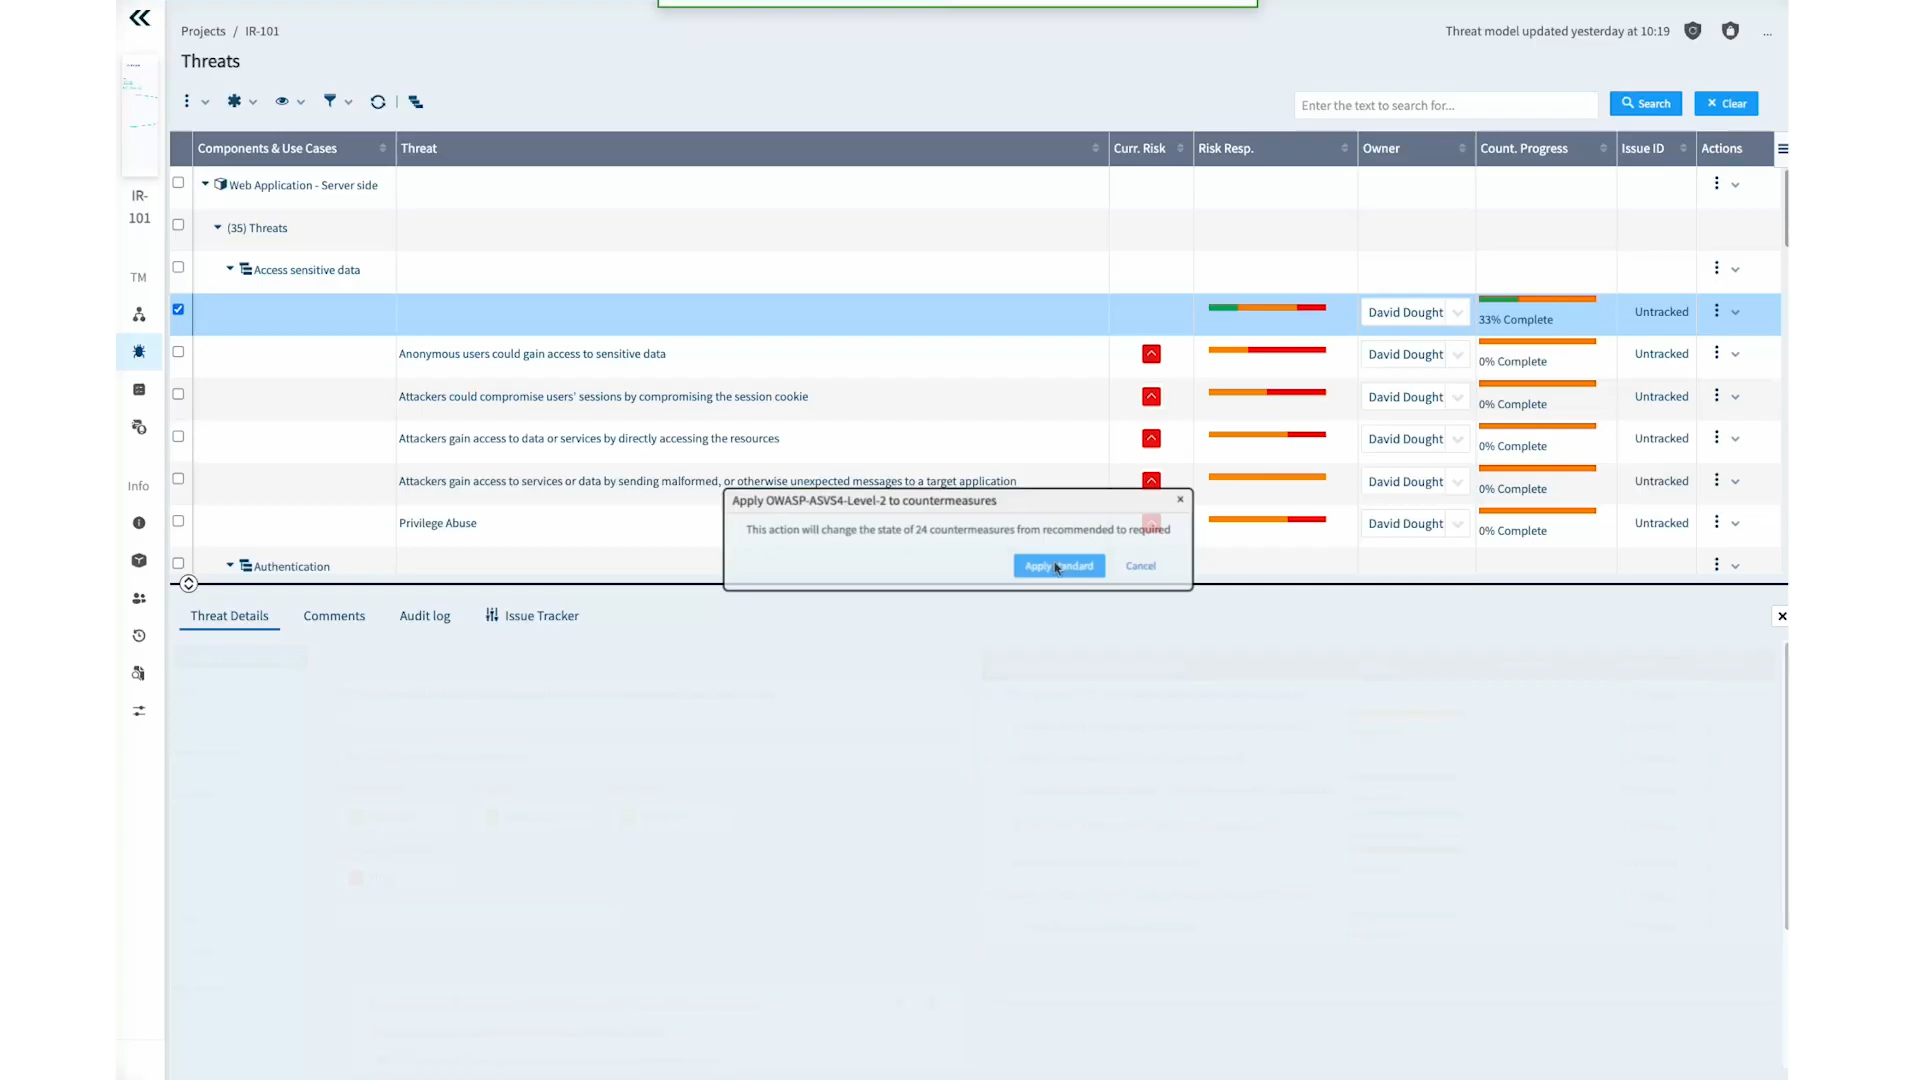 Projects / IR-101
Threat model updated yesterday at 10:19
...
Threats
Enter the text to search for...
Search
Clear
Components & Use Cases
Threat
Curr. Risk
Risk Resp.
Owner
Count. Progress
Issue ID
Actions
IR-
101
TM
Info
Web Application - Server side
(35) Threats
Access sensitive data
David Dought
33% Complete
Untracked
Anonymous users could gain access to sensitive data
David Dought
0% Complete
Untracked
Attackers could compromise users' sessions by compromising the session cookie
David Dought
0% Complete
Untracked
Attackers gain access to data or services by directly accessing the resources
David Dought
0% Complete
Untracked
Attackers gain access to services or data by sending malformed, or otherwise unexpected messages to a target application
David Dought
0% Complete
Untracked
Privilege Abuse
David Dought
0% Complete
Untracked
Authentication
Apply OWASP-ASVS4-Level-2 to countermeasures
This action will change the state of 24 countermeasures from recommended to required
Apply standard
Cancel
Threat Details
Comments
Audit log
Issue Tracker